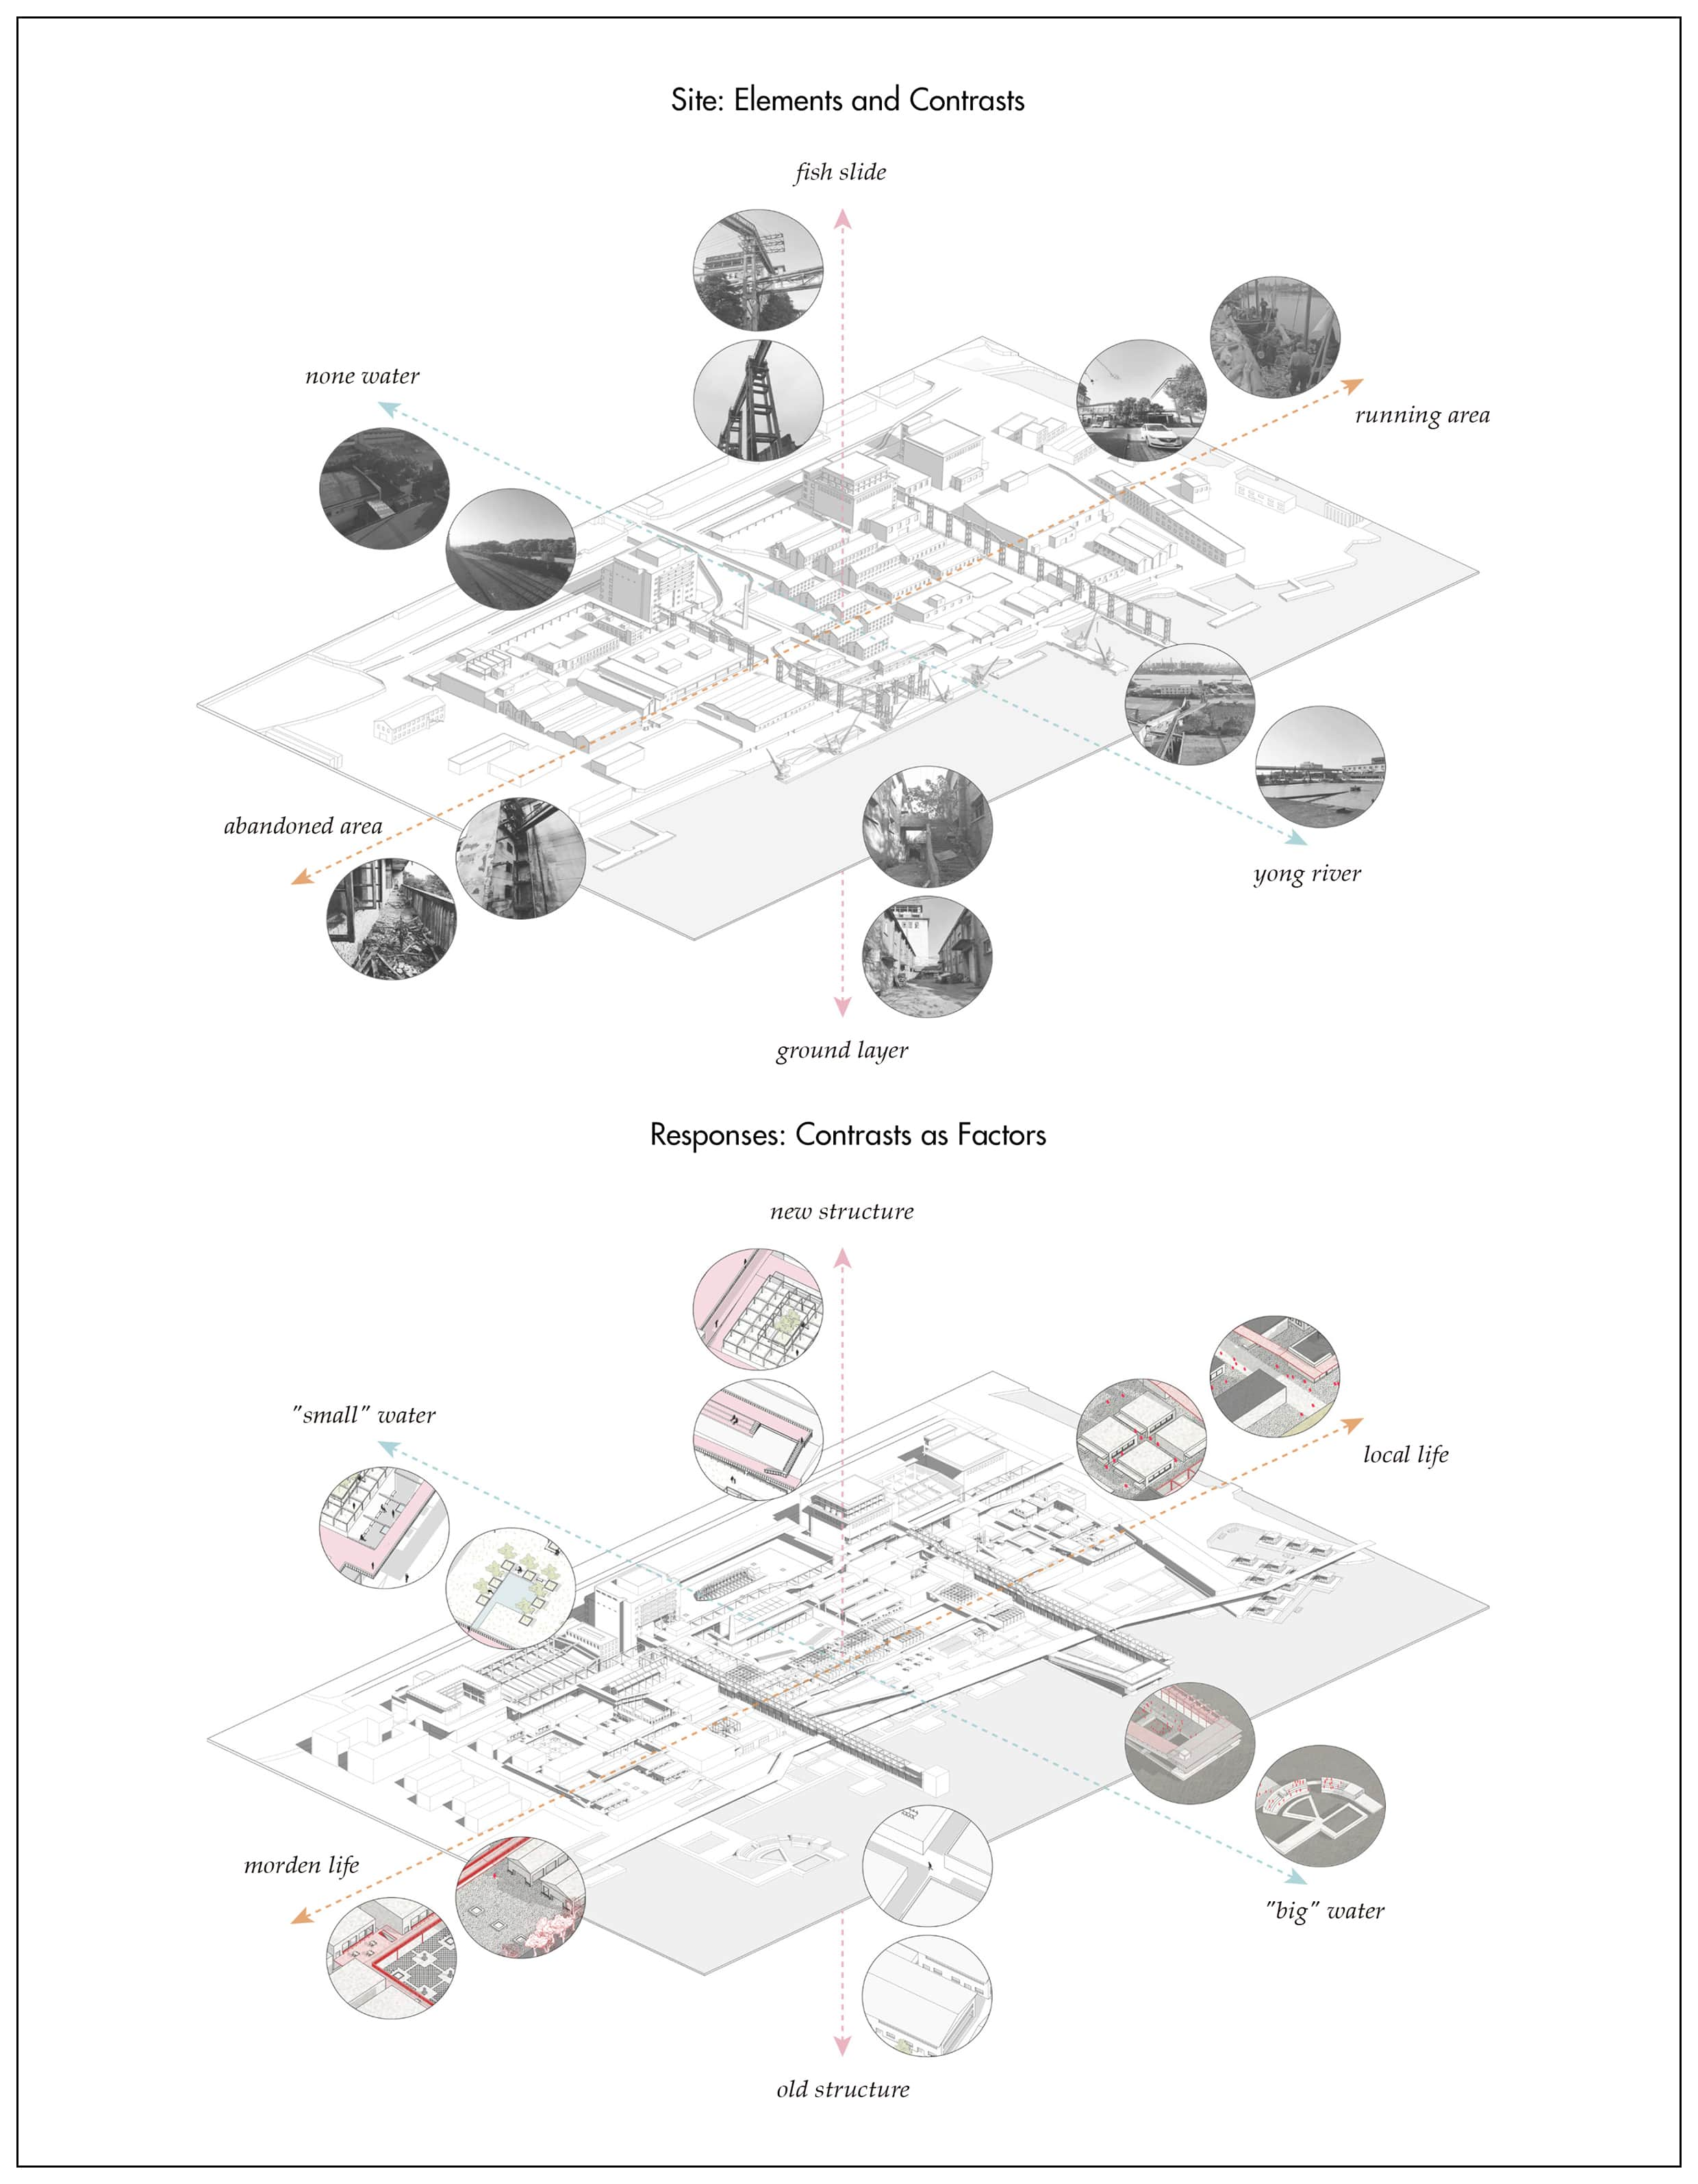 Site: Elements and Contrasts
fish slide
none water
running area
abandoned area
yong river
ground layer
Responses: Contrasts as Factors
new structure
"small" water
local life
morden life
"big" water
old structure